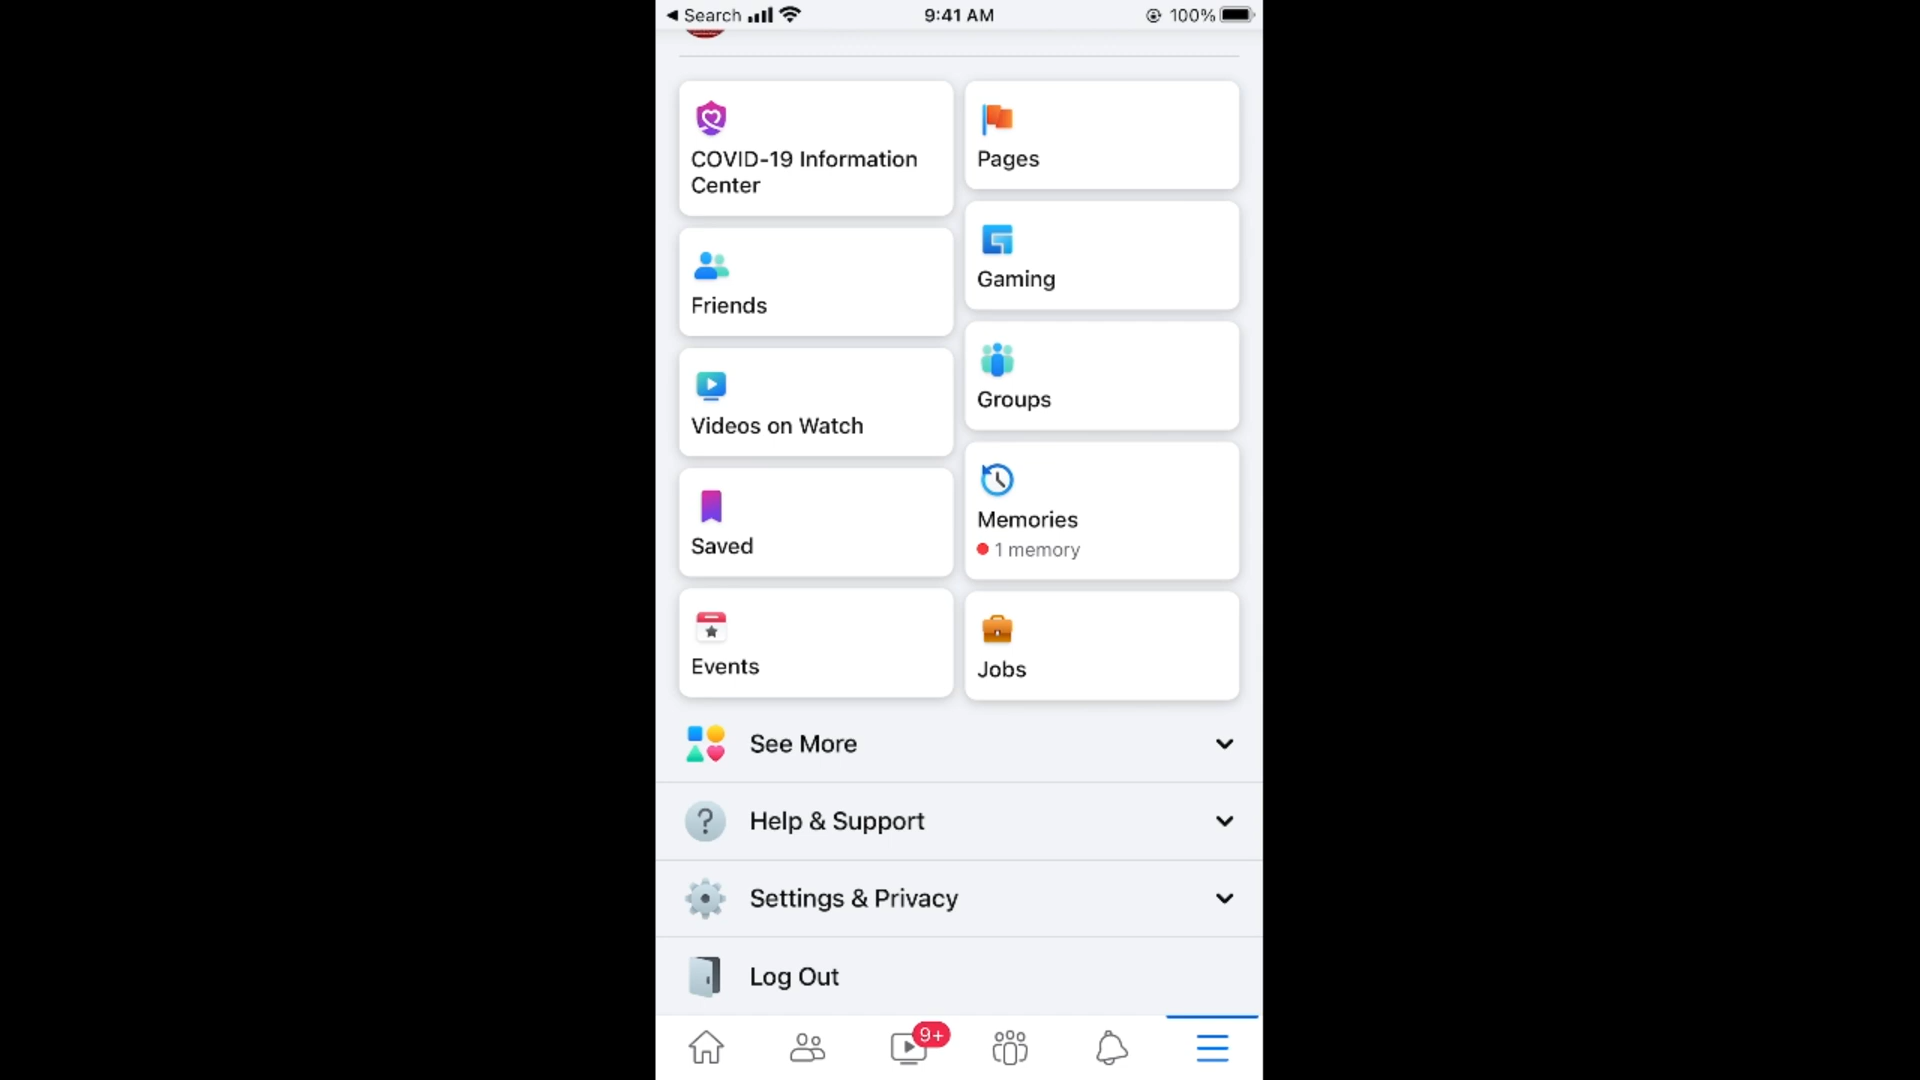 Search
9:41 AM
100%
COVID-19 Information
Center
Pages
Friends
Gaming
Videos on Watch
Groups
Saved
Memories
1 memory
Events
Jobs
See More
Help & Support
Settings & Privacy
Log Out
9+